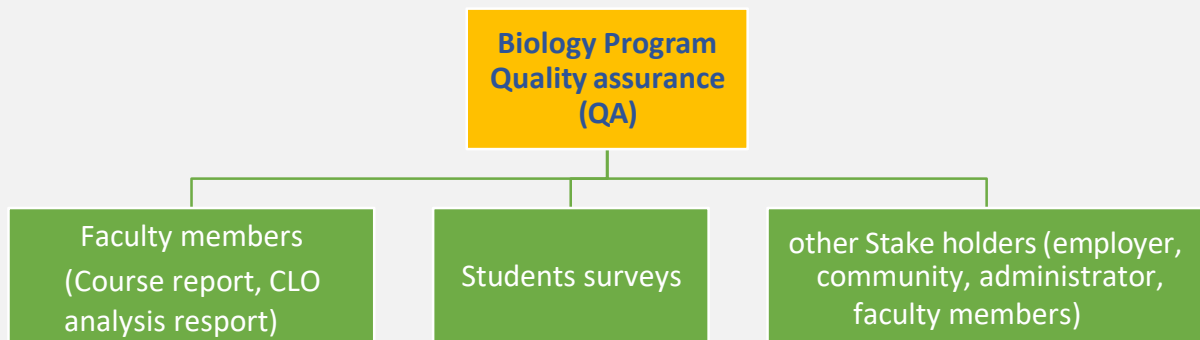 Biology Program
Quality assurance
(QA)
Faculty members
(Course report, CLO
analysis resport)
Students surveys
other Stake holders (employer,
community, administrator,
faculty members)